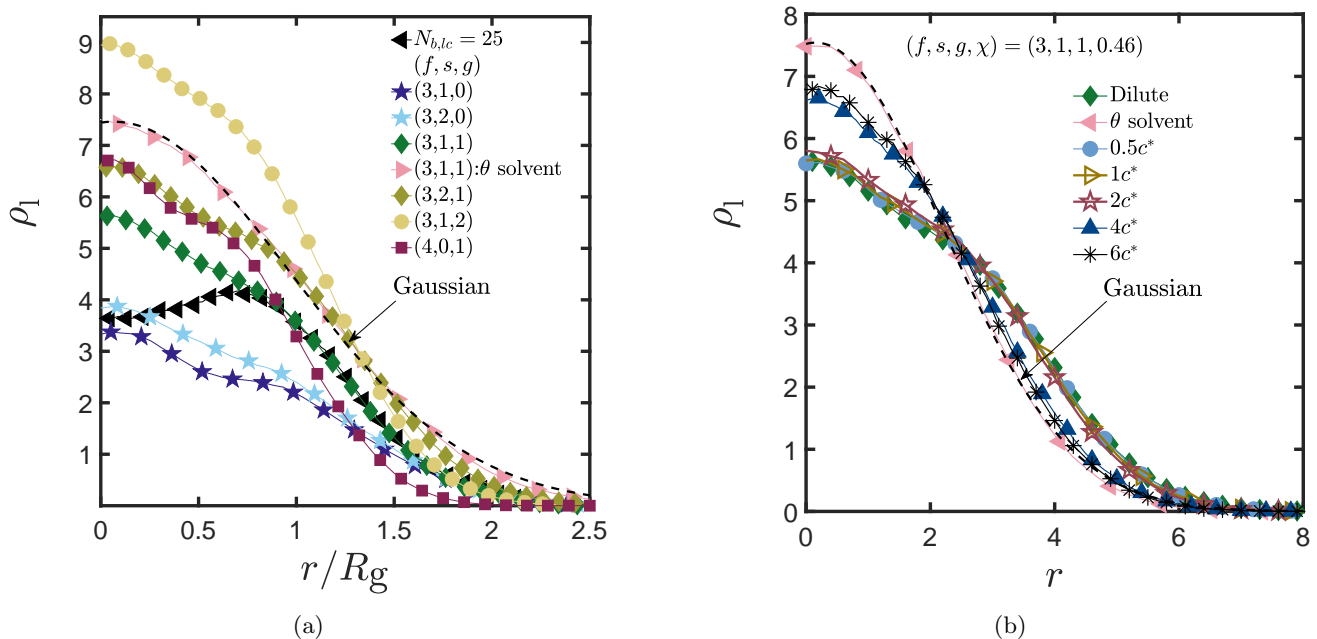 9
8
7
6
5
4
3
2
1
0
0.5
1
1.5
2
2.5
ρ_l
r/R_g
N_{b,lc} = 25
(f, s, g)
(3,1,0)
(3,2,0)
(3,1,1)
(3,1,1):θ solvent
(3,2,1)
(3,1,2)
(4,0,1)
Gaussian
(a)
8
7
6
5
4
3
2
1
0
0
2
4
6
8
ρ_l
r
(f, s, g, χ) = (3, 1, 1, 0.46)
Dilute
θ solvent
0.5c*
1c*
2c*
4c*
6c*
Gaussian
(b)